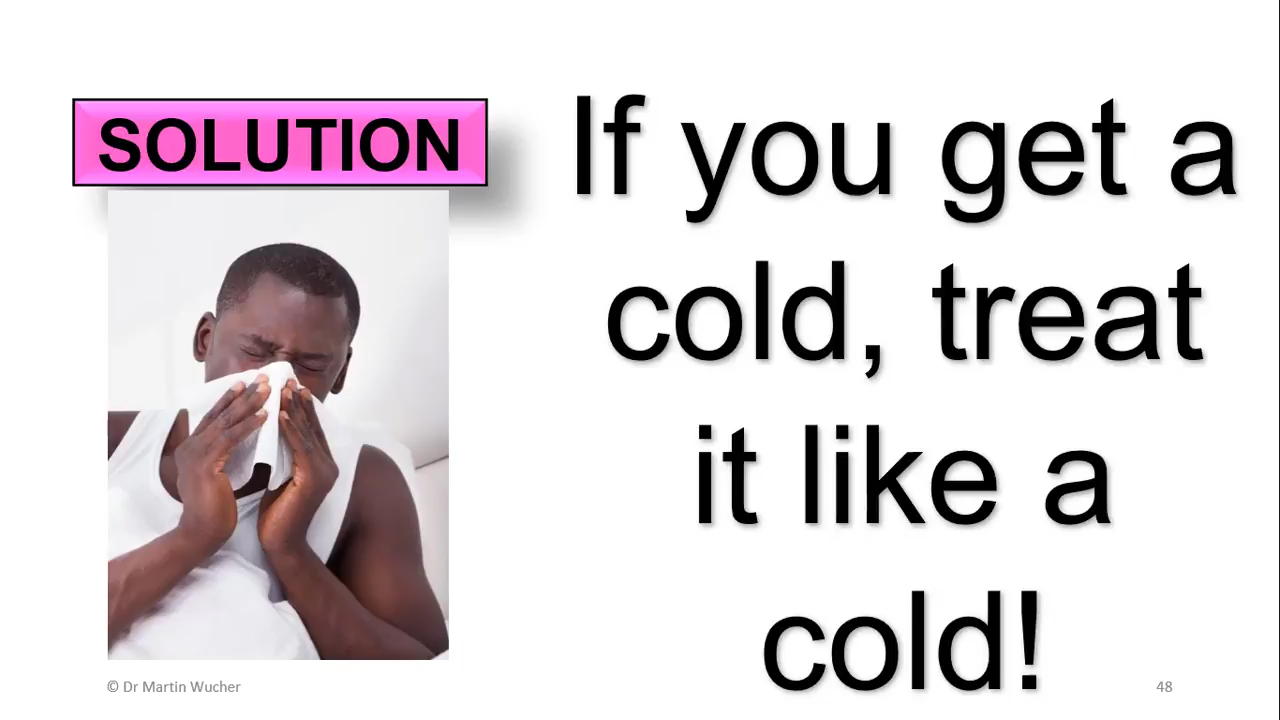 SOLUTION
If you get a
cold, treat
it like a
cold!
© Dr Martin Wucher
48